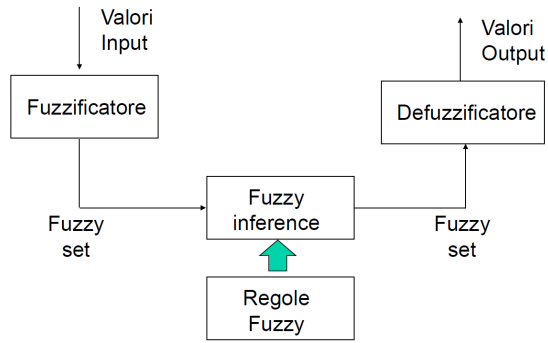 Valori
Input
Fuzzificatore
Fuzzy
set
Fuzzy
inference
Regole
Fuzzy
Fuzzy
set
Defuzzificatore
Valori
Output